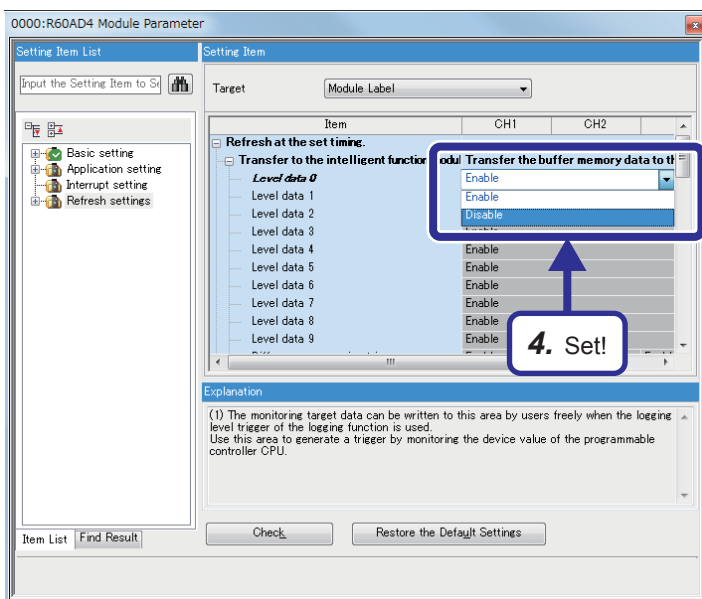 0000:R60AD4 Module Parameter
Setting Item List
Setting Item
Input the Setting Item to Se
Target
Module Label
Item CH1 CH2
Refresh at the set timing.
Transfer to the intelligent function modul Transfer the buffer memory data to th
Level data 0 Enable
Level data 1 Enable
Level data 2 Disable
Level data 3
Level data 4 Enable
Level data 5 Enable
Level data 6 Enable
Level data 7 Enable
Level data 8 Enable
Level data 9 Enable
Basic setting
Application setting
Interrupt setting
Refresh settings
4. Set!
Explanation
(1) The monitoring target data can be written to this area by users freely when the logging
level trigger of the logging function is used.
Use this area to generate a trigger by monitoring the device value of the programmable
controller CPU.
Item List Find Result
Check
Restore the Default Settings